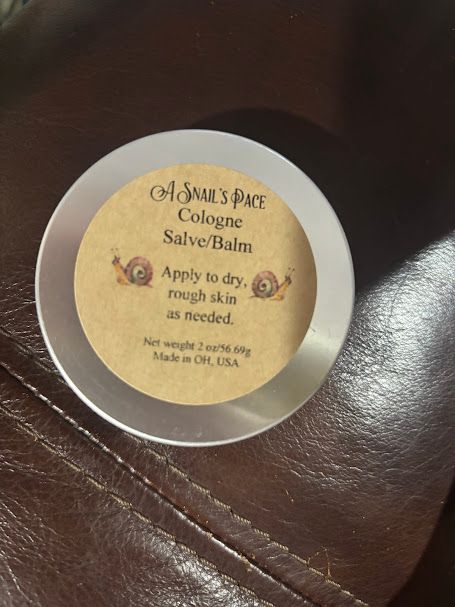 A Snail's Pace
Cologne
Salve/Balm
Apply to dry,
rough skin
as needed.
Net weight 2 oz/56.69g
Made in OH, USA